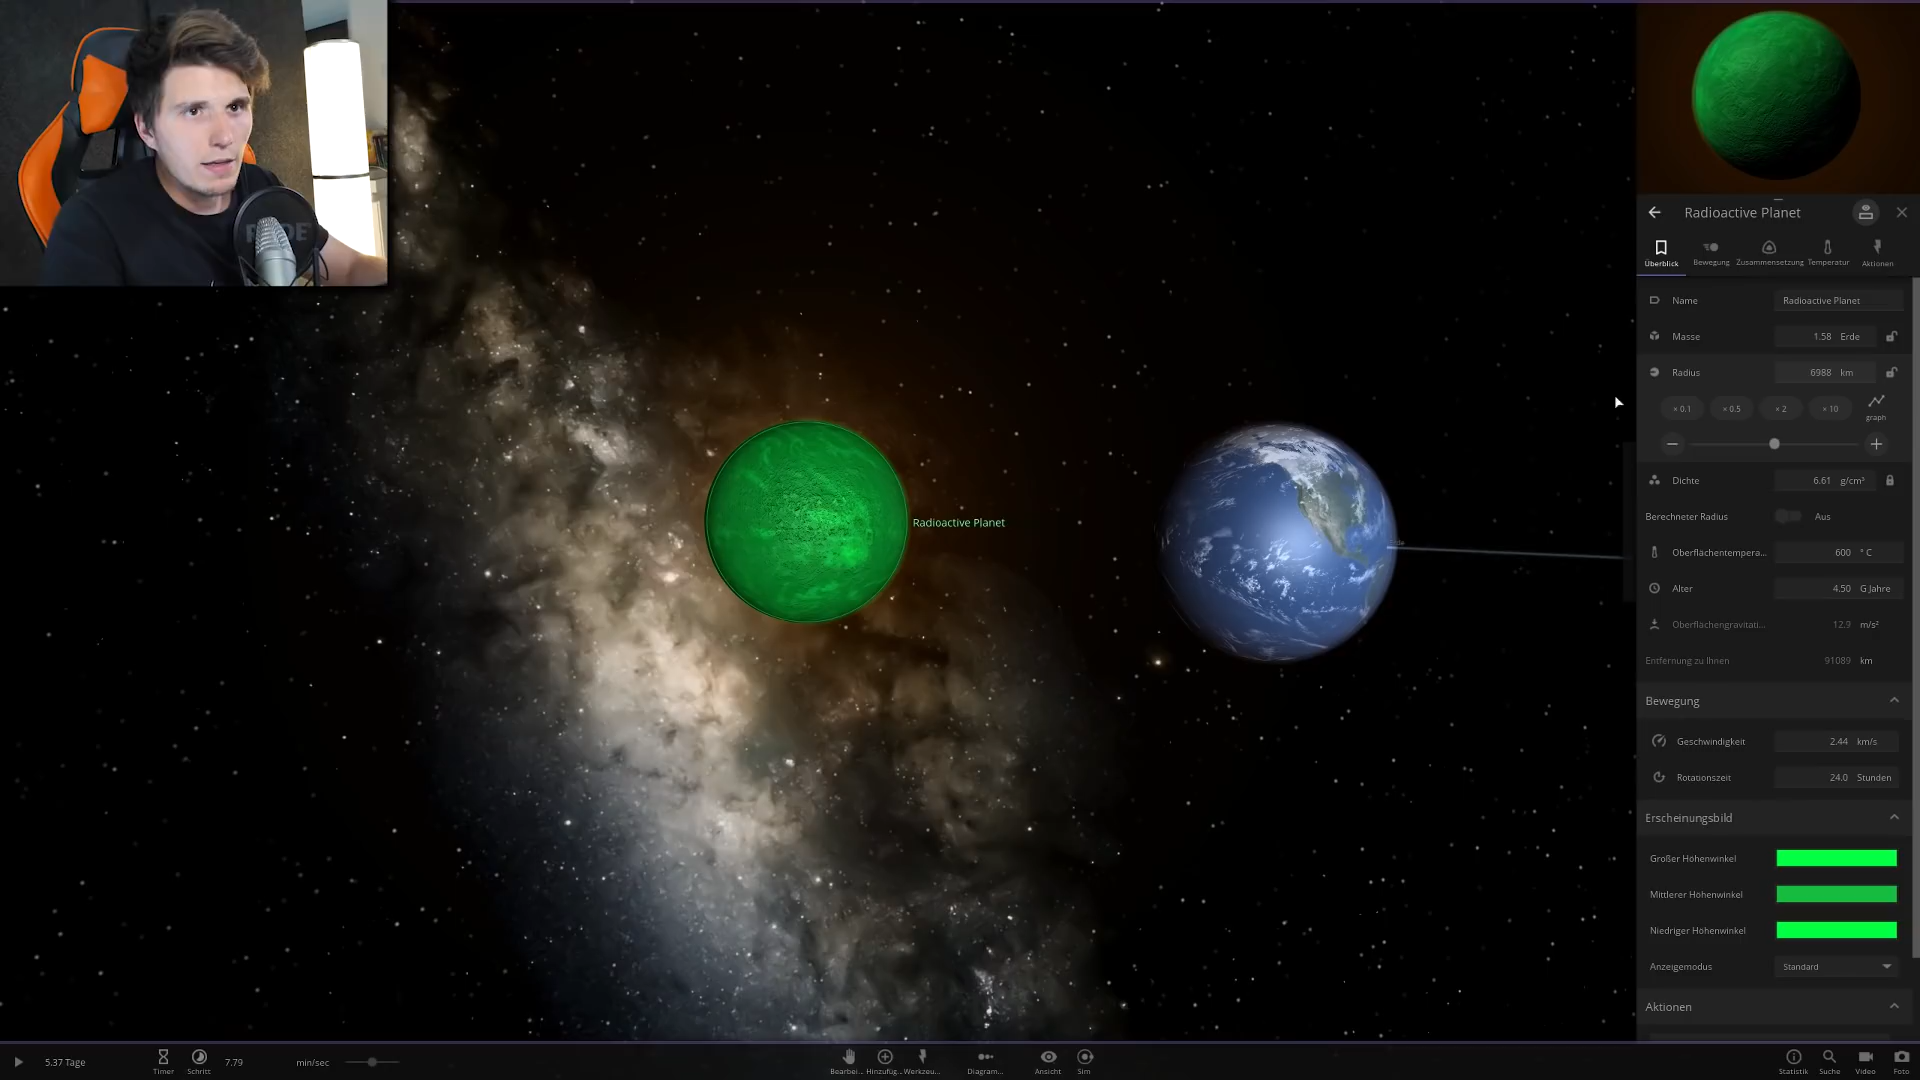 Radioactive Planet
Überblick
Bewegung
Zusammensetzung
Temperatur
Aktionen
Name Radioactive Planet
Masse 1.58 Erde
Radius 6988 km
× 0.1 × 0.5 × 2 × 10 graph
Dichte 6.61 g/cm³
Berechneter Radius Aus
Oberflächentempera... 600 ° C
Alter 4.50 G Jahre
Oberflächengravitati... 12.9 m/s²
Entfernung zu Ihnen 91089 km
Bewegung
Geschwindigkeit 2.44 km/s
Rotationszeit 24.0 Stunden
Erscheinungsbild
Großer Höhenwinkel
Mittlerer Höhenwinkel
Niedriger Höhenwinkel
Anzeigemodus Standard
Aktionen
Radioactive Planet
5.37 Tage
Timer
Schritt
7.79 min/sec
Bearbei...
Hinzufüg...
Werkzeu...
Diagram...
Ansicht
Sim
Statistik
Suche
Video
Foto